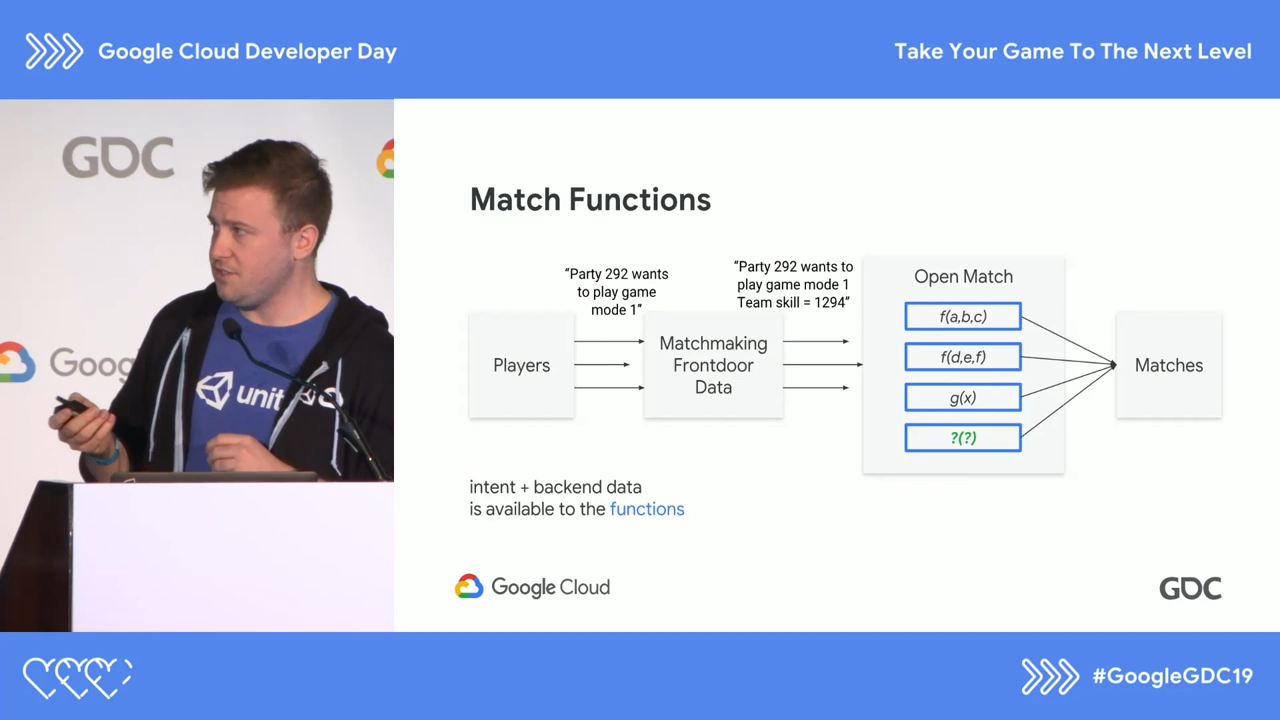 Google Cloud Developer Day
Take Your Game To The Next Level
GDC
Goog
unit
Match Functions
"Party 292 wants
to play game
mode 1"
"Party 292 wants to
play game mode 1
Team skill = 1294"
Players
Matchmaking
Frontdoor
Data
Open Match
f(a,b,c)
f(d,e,f)
g(x)
?(?)
Matches
intent + backend data
is available to the functions
Google Cloud
GDC
#GoogleGDC19